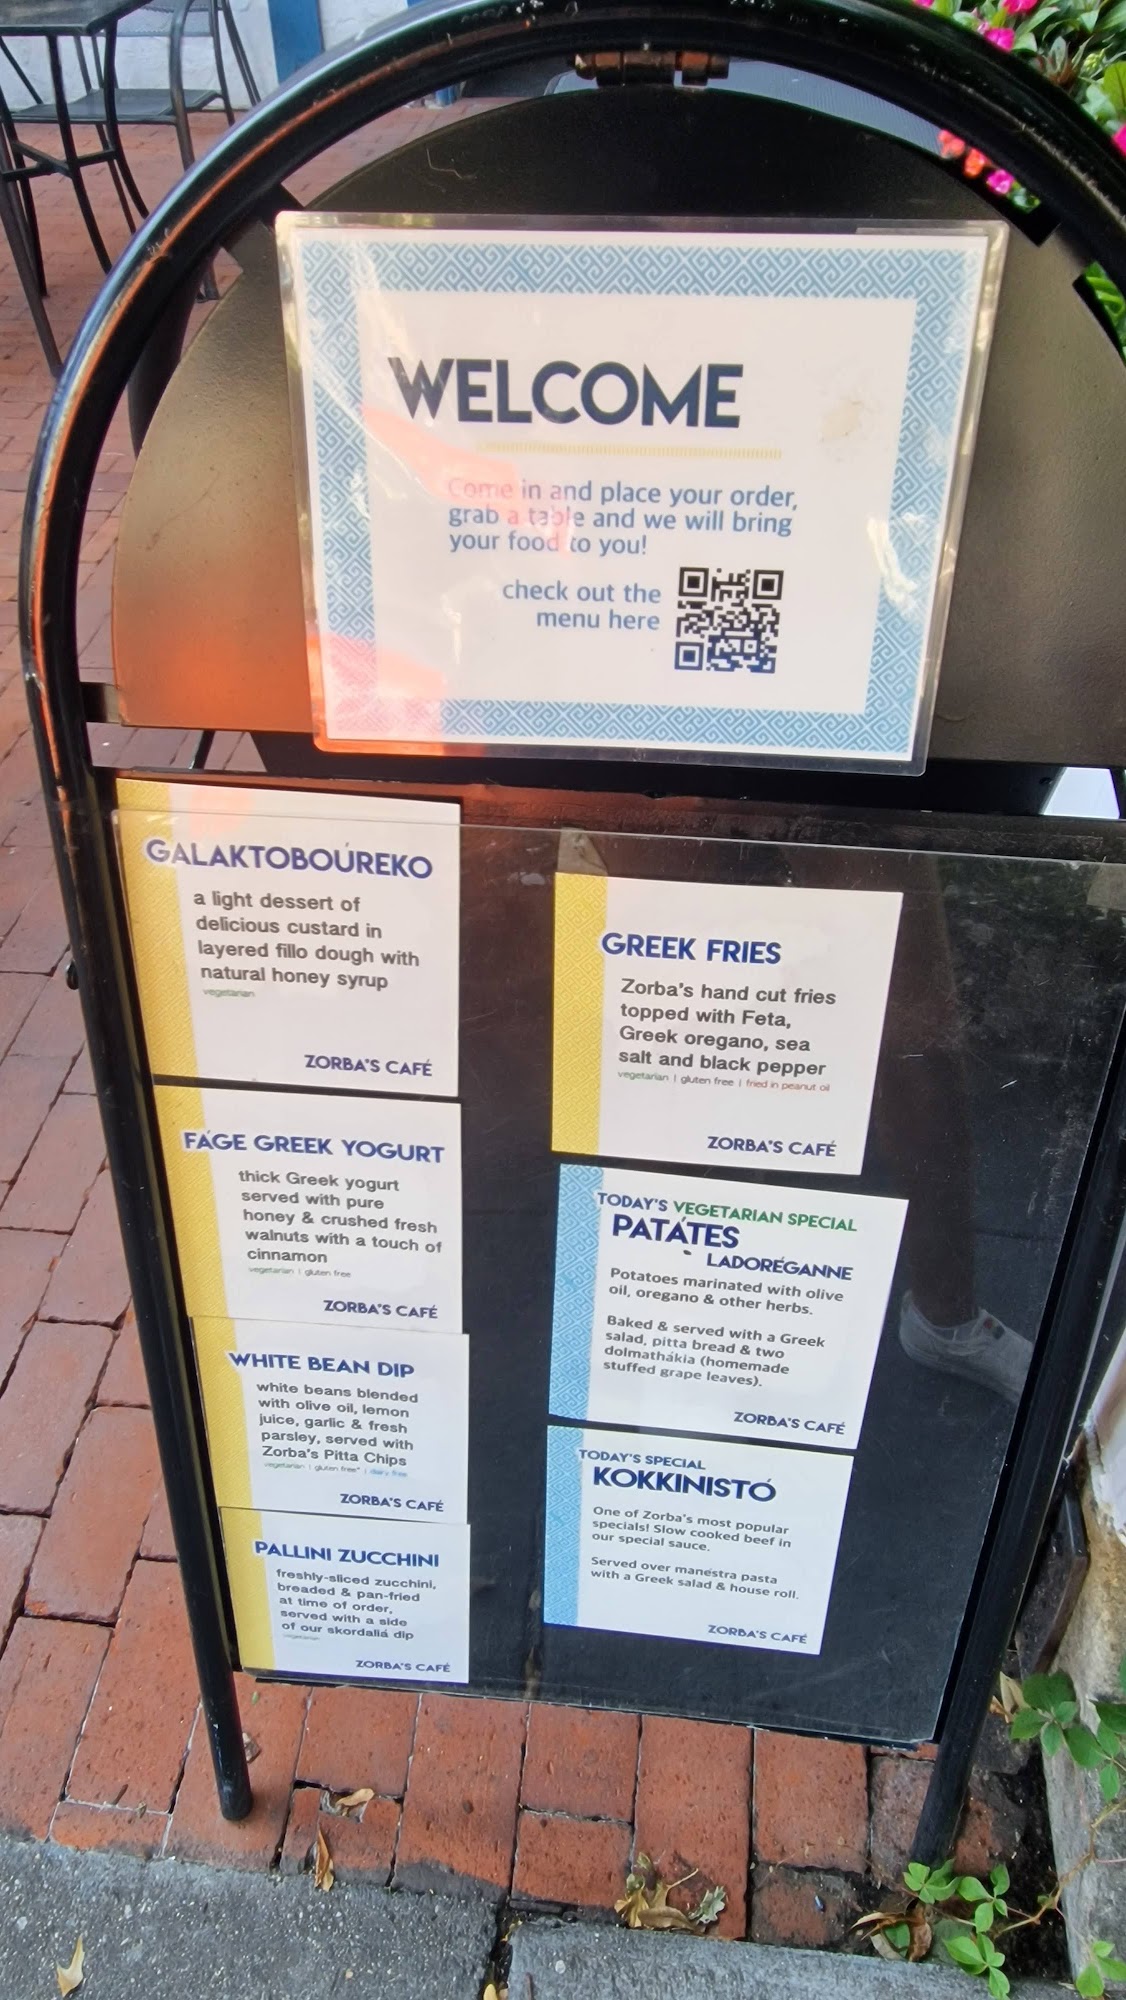 WELCOME
Come in and place your order,
grab a table and we will bring
your food to you!
check out the
menu here
GALAKTOBOÚREKO
a light dessert of
delicious custard in
layered fillo dough with
natural honey syrup
vegetarian
ZORBA'S CAFÉ
FÁGE GREEK YOGURT
thick Greek yogurt
served with pure
honey & crushed fresh
walnuts with a touch of
cinnamon
vegetarian | gluten free
ZORBA'S CAFÉ
WHITE BEAN DIP
white beans blended
with olive oil, lemon
juice, garlic & fresh
parsley, served with
Zorba's Pitta Chips
vegetarian | gluten free* | dairy free
ZORBA'S CAFÉ
PALLINI ZUCCHINI
freshly-sliced zucchini,
breaded & pan-fried
at time of order,
served with a side
of our skordaliá dip
vegetarian
ZORBA'S CAFÉ
GREEK FRIES
Zorba's hand cut fries
topped with Feta,
Greek oregano, sea
salt and black pepper
vegetarian | gluten free | fried in peanut oil
ZORBA'S CAFÉ
TODAY'S VEGETARIAN SPECIAL
PATÁTES
LADORÉGANNE
Potatoes marinated with olive
oil, oregano & other herbs.
Baked & served with a Greek
salad, pitta bread & two
dolmathákia (homemade
stuffed grape leaves).
ZORBA'S CAFÉ
TODAY'S SPECIAL
KOKKINISTÓ
One of Zorba's most popular
specials! Slow cooked beef in
our special sauce.
Served over manéstra pasta
with a Greek salad & house roll.
ZORBA'S CAFÉ